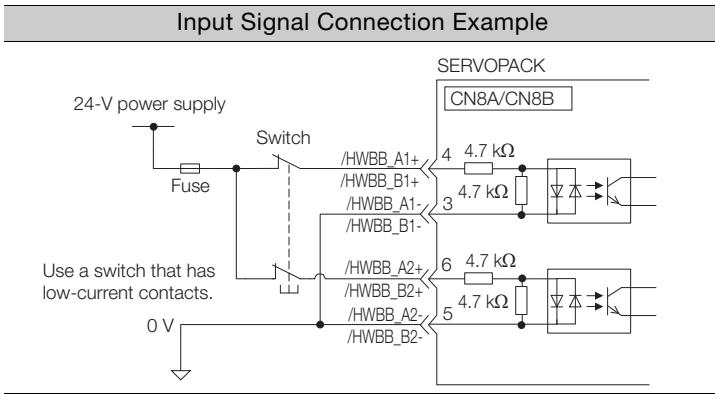 Input Signal Connection Example
SERVOPACK
CN8A/CN8B
24-V power supply
Switch
Fuse
/HWBB_A1+
/HWBB_B1+
4
4.7 kΩ
4.7 kΩ
/HWBB_A1-
/HWBB_B1-
3
Use a switch that has
low-current contacts.
/HWBB_A2+
/HWBB_B2+
6
4.7 kΩ
4.7 kΩ
/HWBB_A2-
/HWBB_B2-
5
0 V